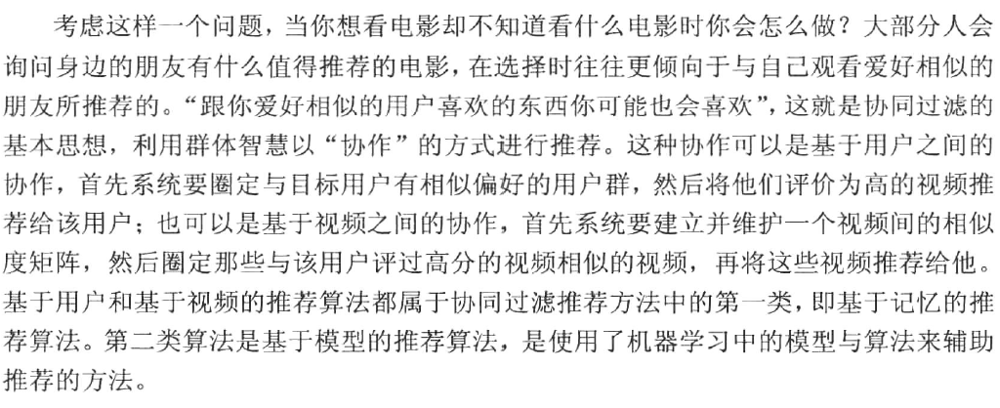 考虑这样一个问题，当你想看电影却不知道看什么电影时你会怎么做？大部分人会
询问身边的朋友有什么值得推荐的电影，在选择时往往更倾向于与自己观看爱好相似的
朋友所推荐的。“跟你爱好相似的用户喜欢的东西你可能也会喜欢”，这就是协同过滤的
基本思想，利用群体智慧以“协作”的方式进行推荐。这种协作可以是基于用户之间的
协作，首先系统要圈定与目标用户有相似偏好的用户群，然后将他们评价为高的视频推
荐给该用户；也可以是基于视频之间的协作，首先系统要建立并维护一个视频间的相似
度矩阵，然后圈定那些与该用户评过高分的视频相似的视频，再将这些视频推荐给他。
基于用户和基于视频的推荐算法都属于协同过滤推荐方法中的第一类，即基于记忆的推
荐算法。第二类算法是基于模型的推荐算法，是使用了机器学习中的模型与算法来辅助
推荐的方法。